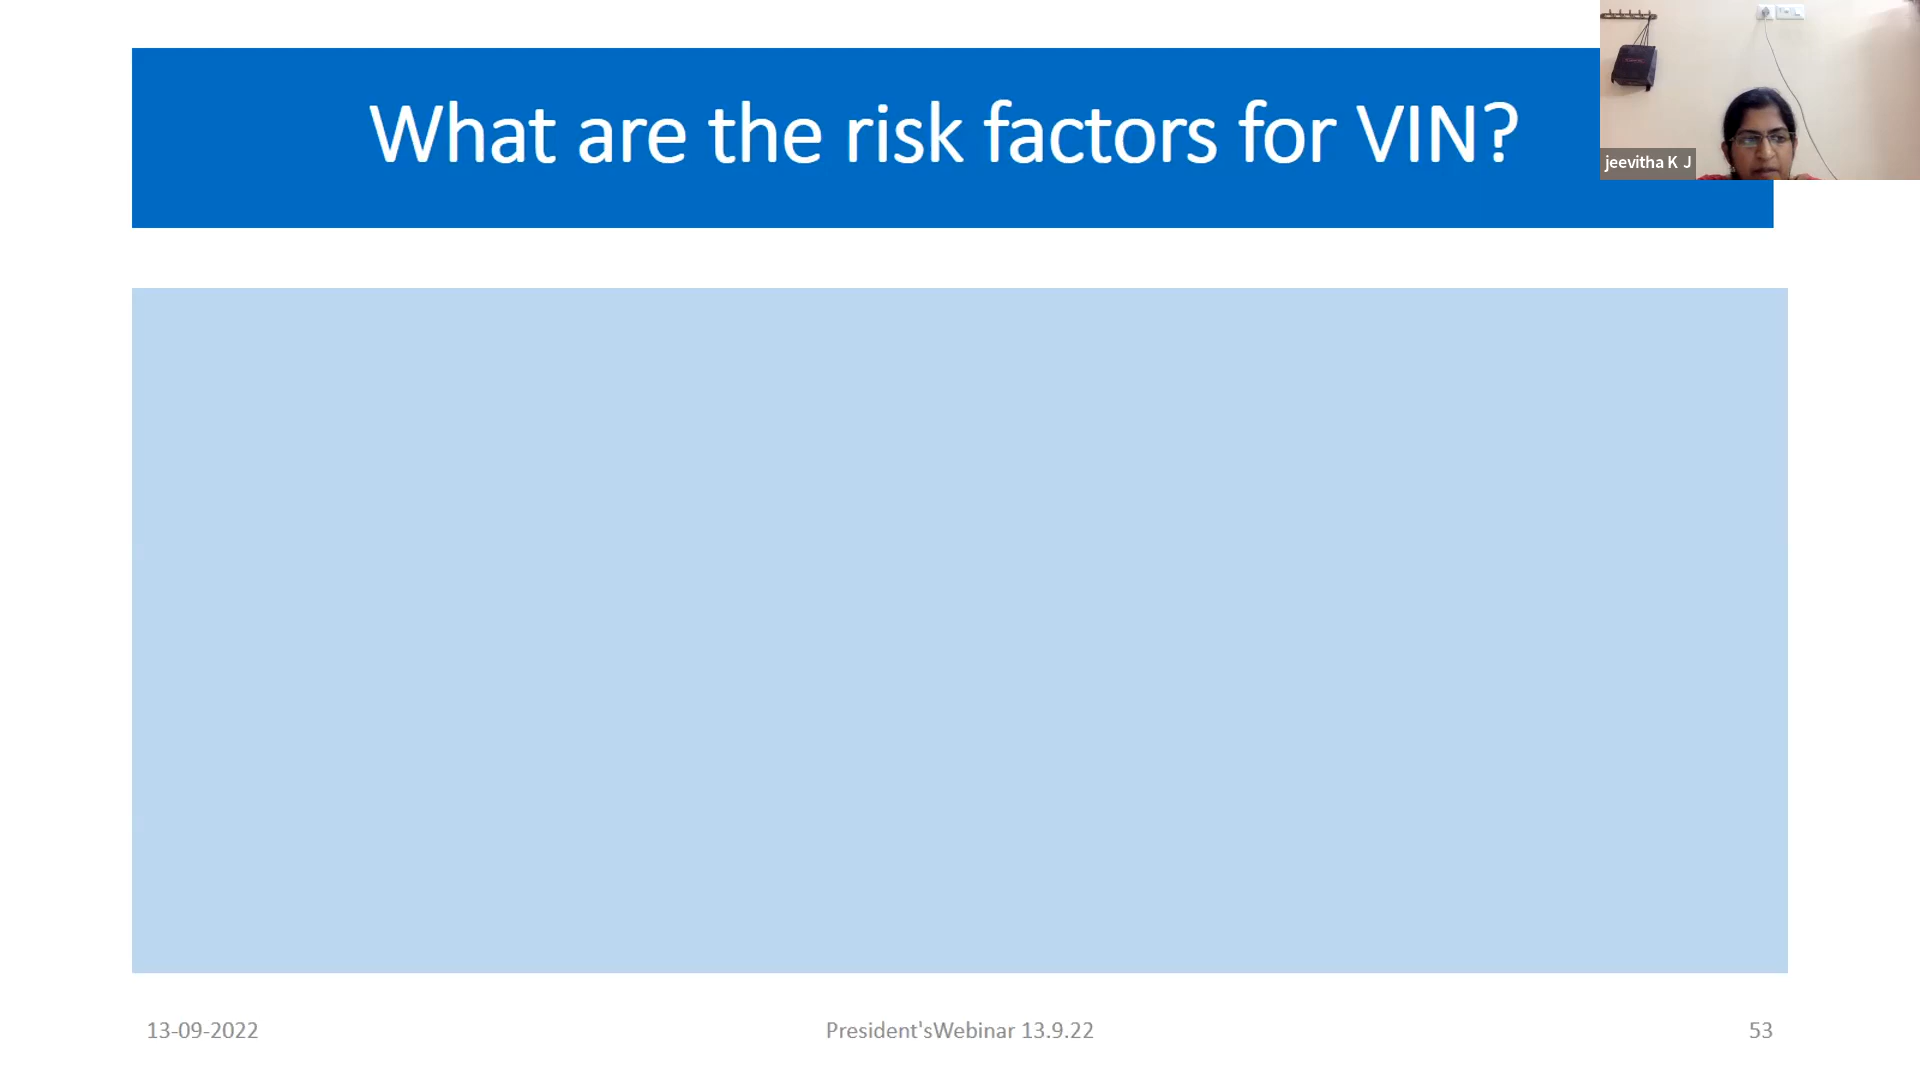 What are the risk factors for VIN?
jeevitha K J
13-09-2022
President'sWebinar 13.9.22
53